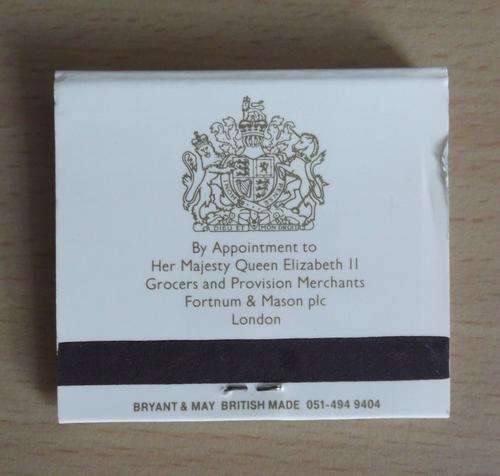 DIEU ET MON DROIT
By Appointment to
Her Majesty Queen Elizabeth II
Grocers and Provision Merchants
Fortnum & Mason plc
London
BRYANT & MAY BRITISH MADE 051-494 9404